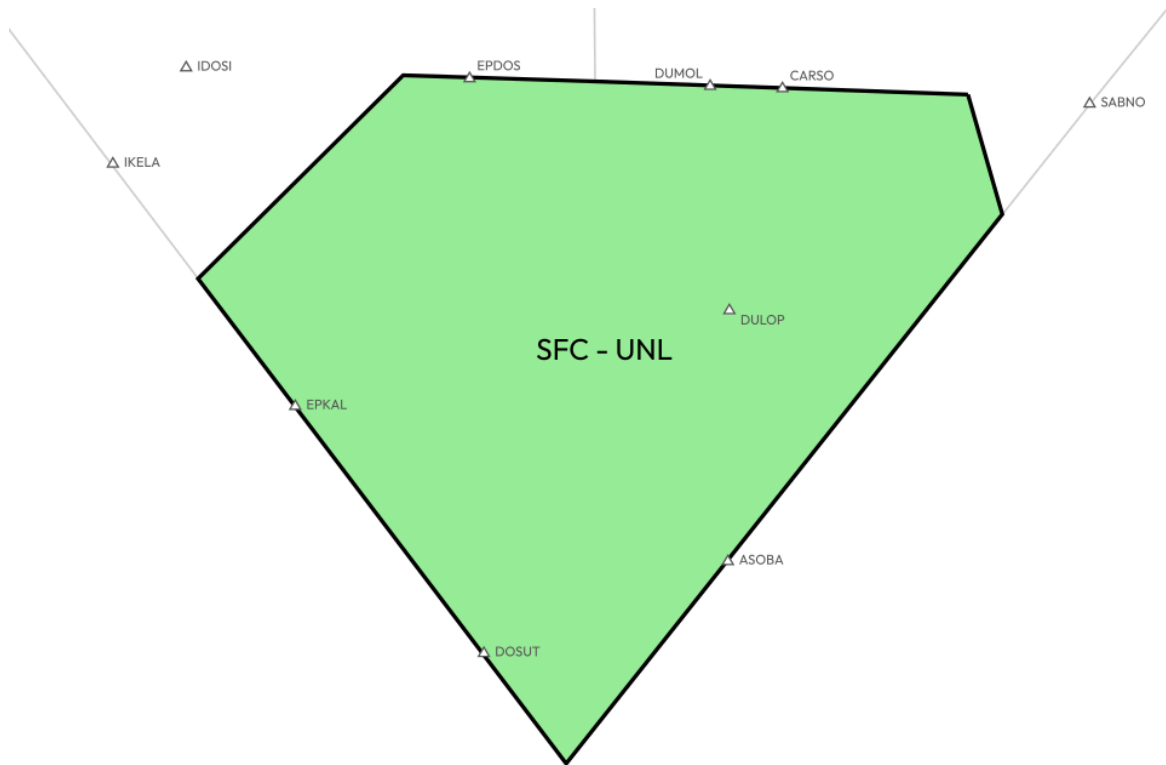 IDOSI
EPDOS
DUMOL
CARSO
SABNO
IKELA
DULOP
SFC - UNL
EPKAL
ASOBA
DOSUT